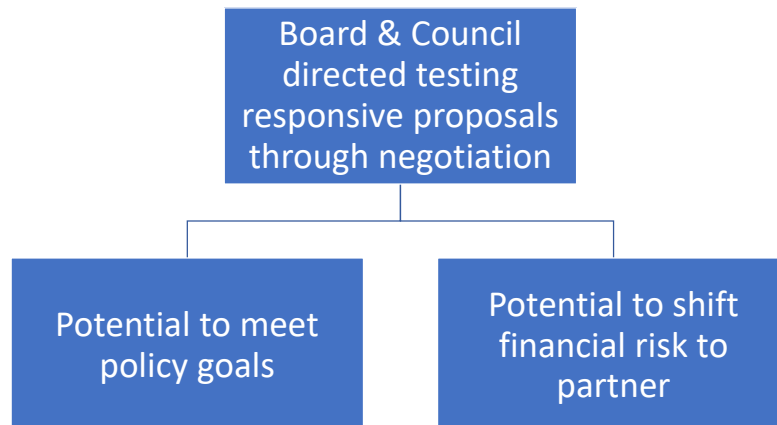 Board & Council
directed testing
responsive proposals
through negotiation
Potential to meet
policy goals
Potential to shift
financial risk to
partner